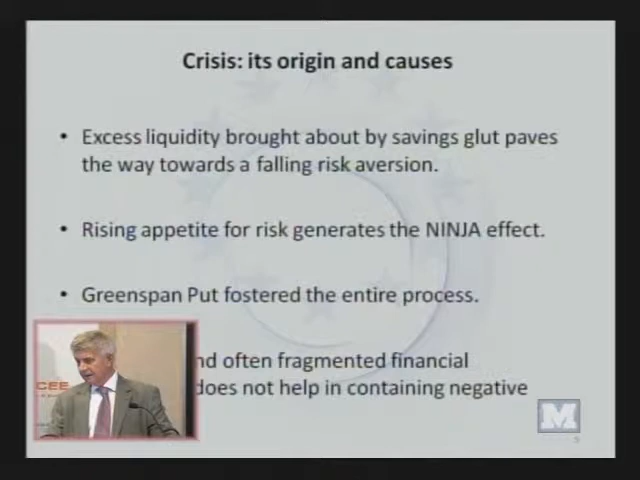 Crisis: its origin and causes
• Excess liquidity brought about by savings glut paves
the way towards a falling risk aversion.
• Rising appetite for risk generates the NINJA effect.
• Greenspan Put fostered the entire process.
nd often fragmented financial
does not help in containing negative
CEE
M